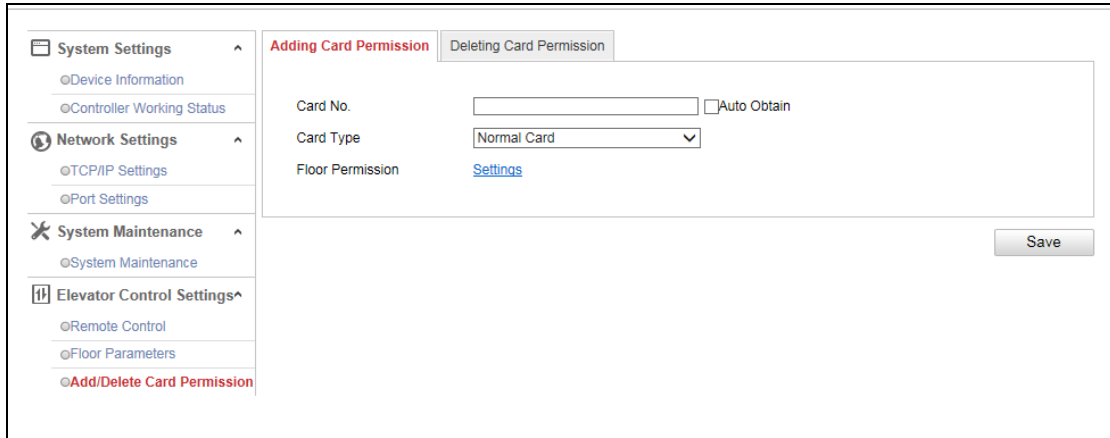 System Settings
Device Information
Controller Working Status
Network Settings
TCP/IP Settings
Port Settings
System Maintenance
System Maintenance
Elevator Control Settings
Remote Control
Floor Parameters
Add/Delete Card Permission
Adding Card Permission
Deleting Card Permission
Card No.
Auto Obtain
Card Type
Normal Card
Floor Permission
Settings
Save